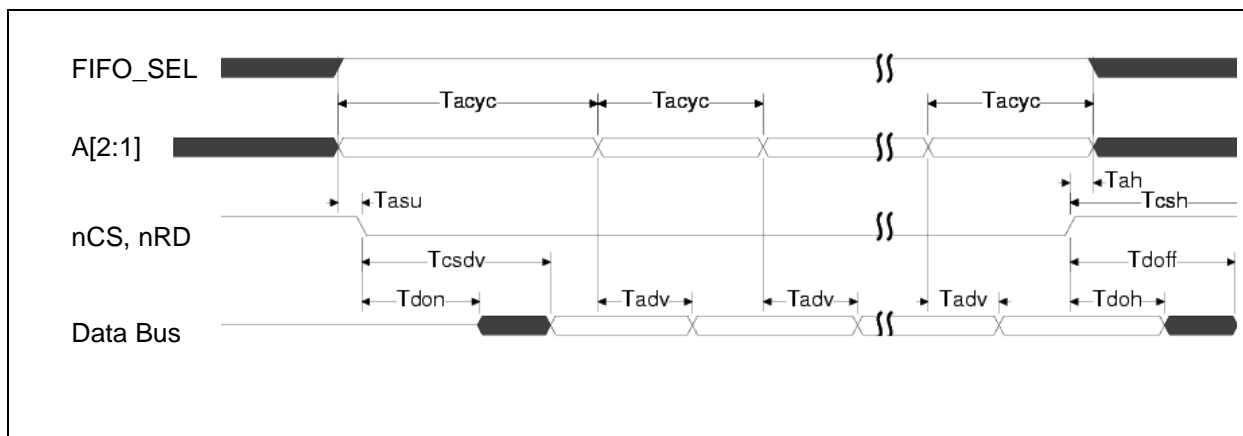 FIFO_SEL
Tacyc Tacyc Tacyc
A[2:1]
Tah
Tasu Tcsh
nCS, nRD
Tcsdv Tdoff
Tdon Tadv Tadv Tadv Tdoh
Data Bus